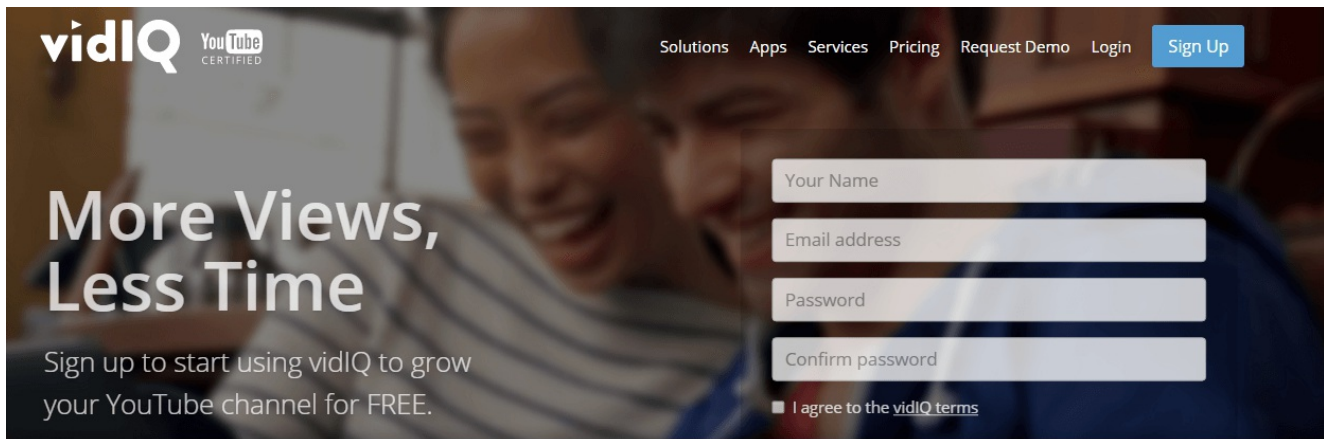 vidIQ YouTube CERTIFIED
Solutions Apps Services Pricing Request Demo Login Sign Up
More Views,
Less Time
Sign up to start using vidIQ to grow
your YouTube channel for FREE.
Your Name
Email address
Password
Confirm password
I agree to the vidIQ terms